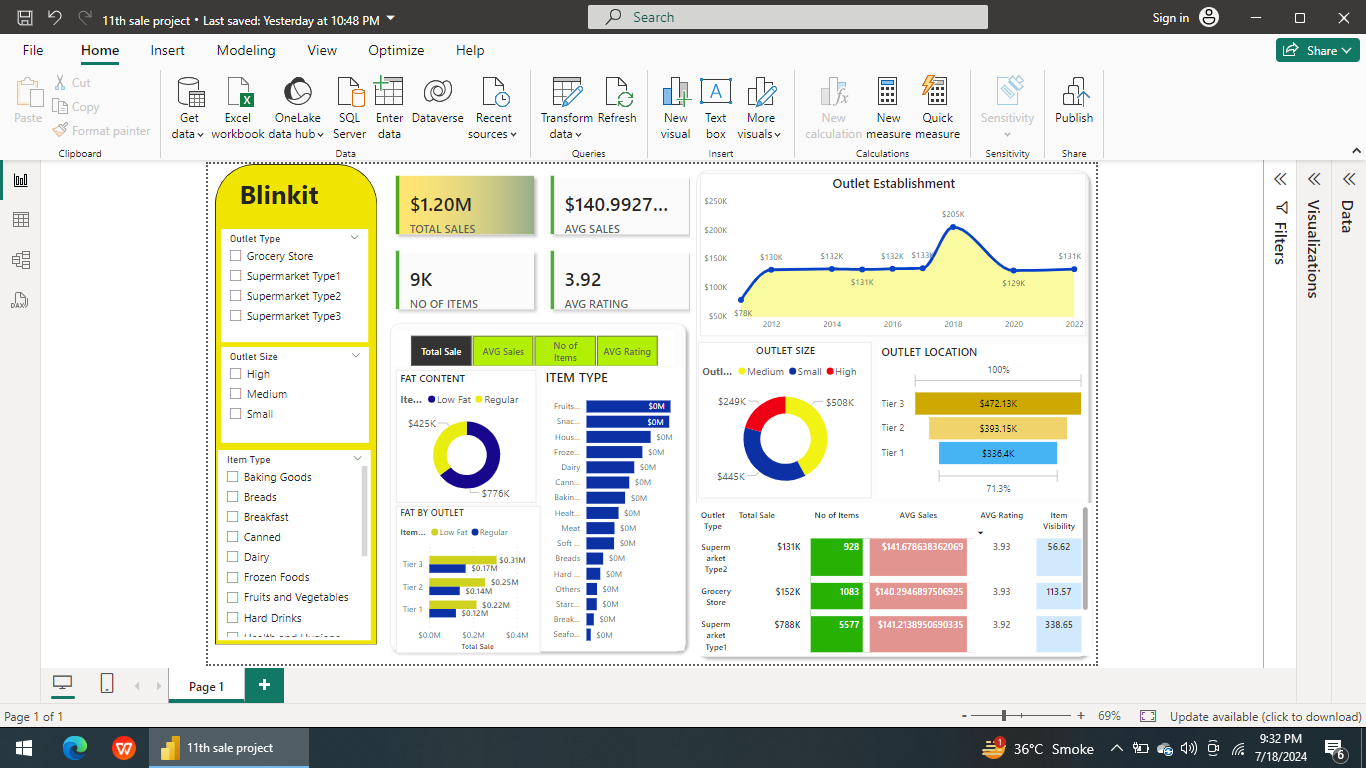 11th sale project • Last saved: Yesterday at 10:48 PM
Search
Sign in
File Home Insert Modeling View Optimize Help
Share
Paste
Cut
Copy
Format painter
Clipboard
Get data
Excel workbook
OneLake data hub
SQL Server
Enter data
Dataverse
Recent sources
Data
Transform data
Refresh
Queries
New visual
Text box
More visuals
Insert
New calculation
New measure
Quick measure
Calculations
Sensitivity
Sensitivity
Publish
Share
Blinkit
Outlet Type
Grocery Store
Supermarket Type1
Supermarket Type2
Supermarket Type3
Outlet Size
High
Medium
Small
Item Type
Baking Goods
Breads
Breakfast
Canned
Dairy
Frozen Foods
Fruits and Vegetables
Hard Drinks
Health and Hygiene
$1.20M
TOTAL SALES
$140.9927...
AVG SALES
9K
NO OF ITEMS
3.92
AVG RATING
Total Sale
AVG Sales
No of Items
AVG Rating
FAT CONTENT
Ite... Low Fat Regular
$425K
$776K
FAT BY OUTLET
Item... Low Fat Regular
Tier 3 $0.31M
$0.17M
Tier 2 $0.25M
$0.14M
Tier 1 $0.22M
$0.12M
$0.0M $0.2M $0.4M
Total Sale
ITEM TYPE
Fruits... $0M
Snac... $0M
Hous... $0M
Froze... $0M
Dairy $0M
Cann... $0M
Bakin... $0M
Healt... $0M
Meat $0M
Soft ... $0M
Breads $0M
Hard ... $0M
Others $0M
Starc... $0M
Break... $0M
Seafo... $0M
Outlet Establishment
$250K
$200K
$150K
$100K
$50K
$78K
$130K
$132K
$131K
$132K
$133K
$205K
$129K
$131K
2012 2014 2016 2018 2020 2022
OUTLET SIZE
Outl... Medium Small High
$249K
$508K
$445K
OUTLET LOCATION
100%
Tier 3 $472.13K
Tier 2 $393.15K
Tier 1 $336.4K
71.3%
Outlet Type Total Sale No of Items AVG Sales AVG Rating Item Visibility
Superm
arket
Type2 $131K 928 $141.678638362069 3.93 56.62
Grocery
Store $152K 1083 $140.2946897506925 3.93 113.57
Superm
arket
Type1 $788K 5577 $141.2138950690335 3.92 338.65
Filters
Visualizations
Data
DAX
Page 1
Page 1 of 1
69%
Update available (click to download)
11th sale project
1
36°C Smoke
9:32 PM
7/18/2024
6